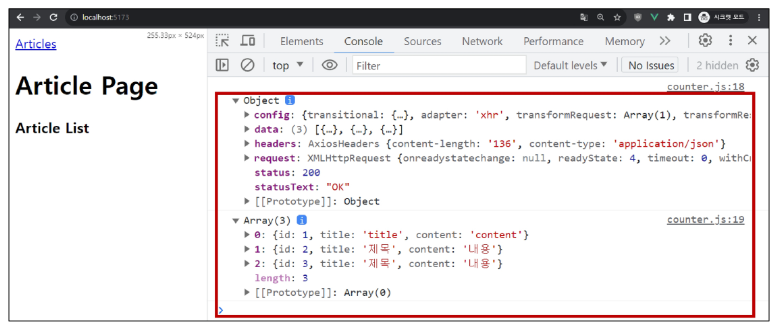 localhost:5173
시크릿 모드
Articles
255.33px × 524px
Article Page
Article List
Elements Console Sources Network Performance Memory
top Filter Default levels No Issues 2 hidden
counter.js:18
Object
config: {transitional: {…}, adapter: 'xhr', transformRequest: Array(1), transformRes
data: (3) [{…}, {…}, {…}]
headers: AxiosHeaders {content-length: '136', content-type: 'application/json'}
request: XMLHttpRequest {onreadystatechange: null, readyState: 4, timeout: 0, withCr
status: 200
statusText: "OK"
[[Prototype]]: Object
counter.js:19
Array(3)
0: {id: 1, title: 'title', content: 'content'}
1: {id: 2, title: '제목', content: '내용'}
2: {id: 3, title: '제목', content: '내용'}
length: 3
[[Prototype]]: Array(0)